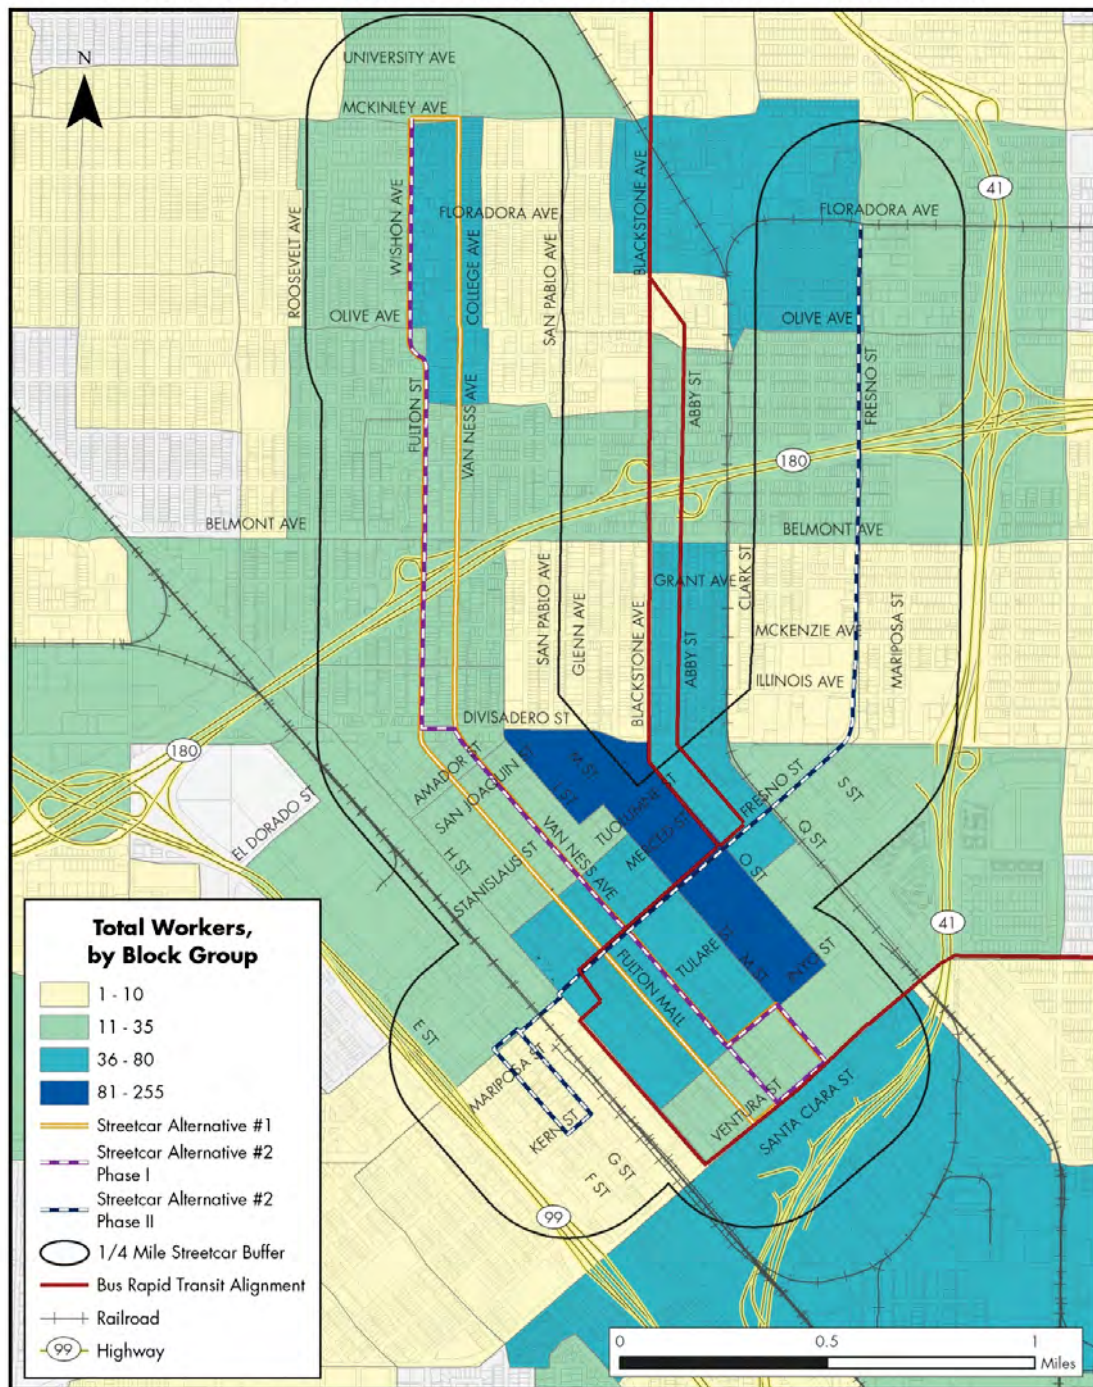 N
UNIVERSITY AVE
MCKINLEY AVE
41
ROOSEVELT AVE
WISHON AVE
FLORADORA AVE
COLLEGE AVE
SAN PABLO AVE
BLACKSTONE AVE
FLORADORA AVE
OLIVE AVE
OLIVE AVE
FULTON ST
VAN NESS AVE
ABBY ST
FRESNO ST
180
BELMONT AVE
BELMONT AVE
SAN PABLO AVE
GLENN AVE
BLACKSTONE AVE
GRANT AVE
ABBY ST
CLARK ST
MCKENZIE AVE
MARIPOSA ST
ILLINOIS AVE
DIVISADERO ST
180
AMADOR ST
SAN JOAQUIN ST
M ST
L ST
TUOLUMNE ST
MERCED ST
FRESNO ST
S ST
EL DORADO ST
H ST
STANISLAUS ST
VAN NESS AVE
O ST
Q ST
41
FULTON MALL
TULARE ST
M ST
INYO ST
E ST
MARIPOSA ST
KERN ST
G ST
F ST
VENTURA ST
SANTA CLARA ST
99
Total Workers,
by Block Group
1 - 10
11 - 35
36 - 80
81 - 255
Streetcar Alternative #1
Streetcar Alternative #2
Phase I
Streetcar Alternative #2
Phase II
1/4 Mile Streetcar Buffer
Bus Rapid Transit Alignment
Railroad
99 Highway
0 0.5 1
Miles